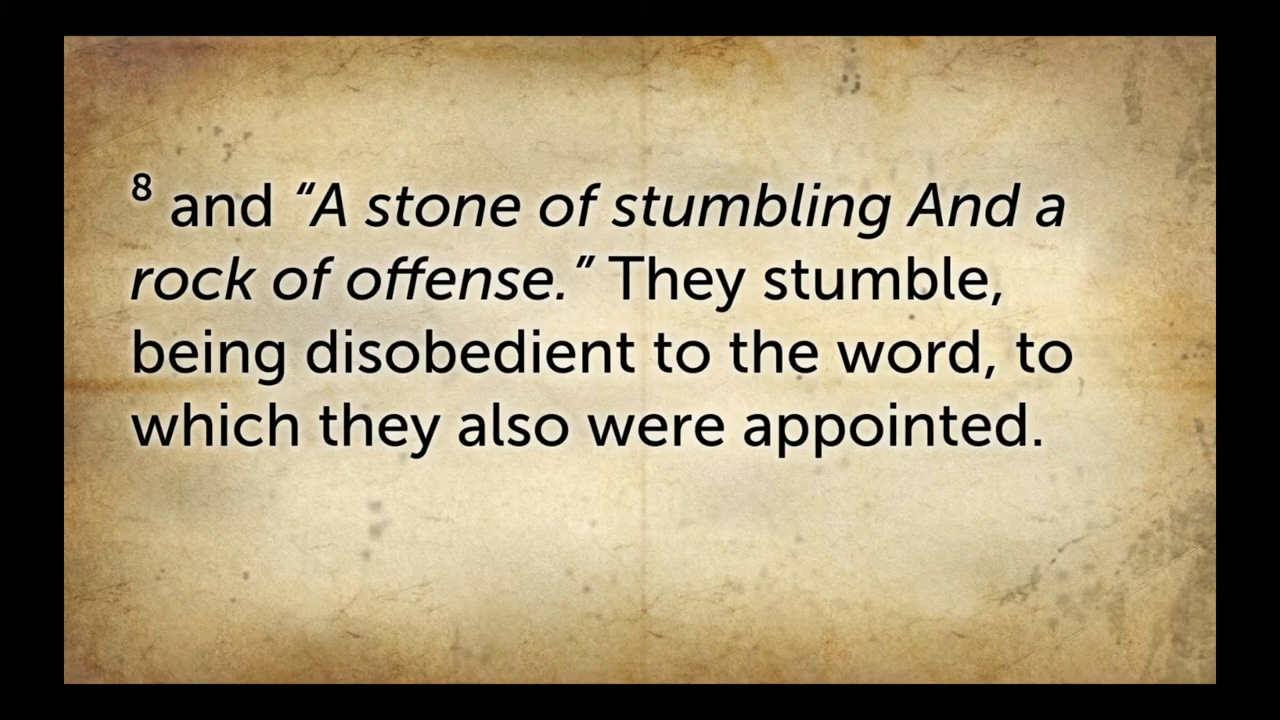 8 and “A stone of stumbling And a
rock of offense.” They stumble,
being disobedient to the word, to
which they also were appointed.